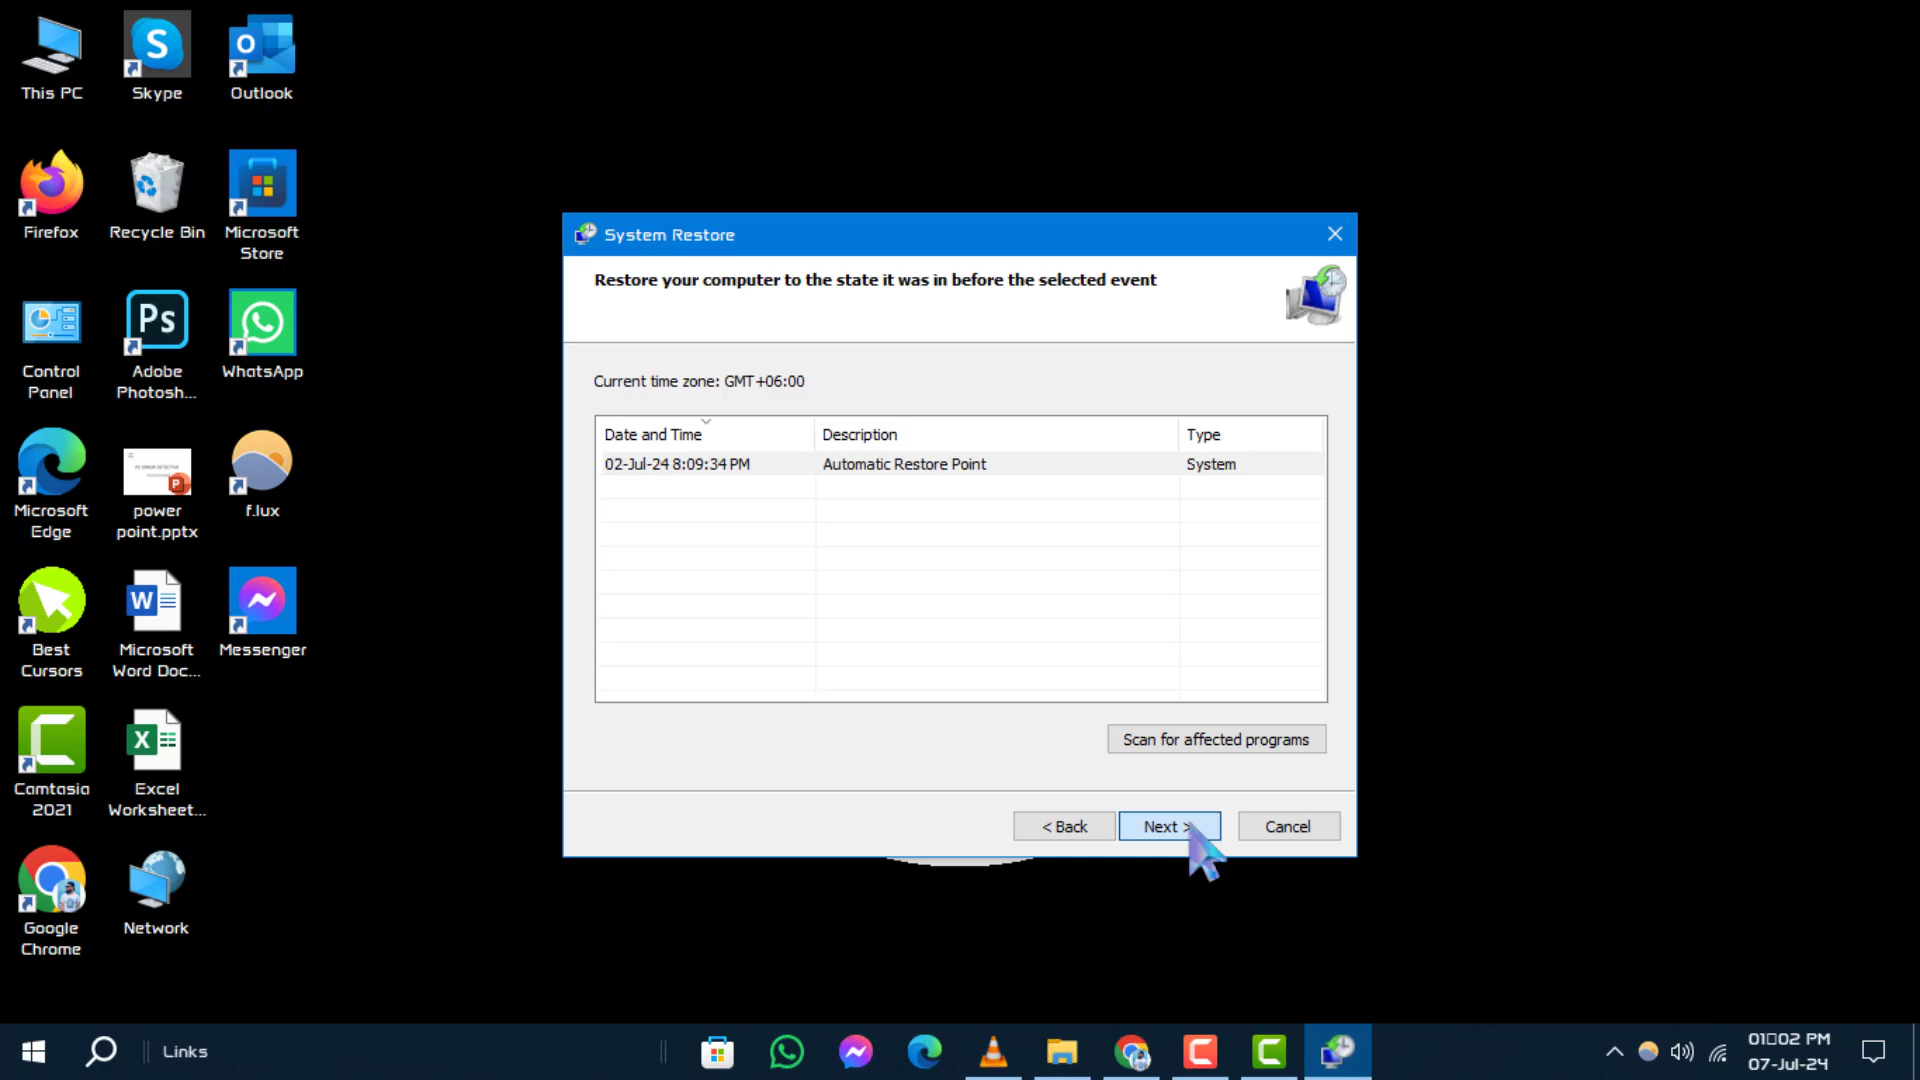 This PC
Skype
Outlook
Firefox
Recycle Bin
Microsoft
Store
Control
Panel
Adobe
Photosh...
WhatsApp
Microsoft
Edge
power
point.pptx
f.lux
Best
Cursors
Microsoft
Word Doc...
Messenger
Camtasia
2021
Excel
Worksheet...
Google
Chrome
Network
System Restore
Restore your computer to the state it was in before the selected event
Current time zone: GMT+06:00
Date and Time Description Type
02-Jul-24 8:09:34 PM Automatic Restore Point System
Scan for affected programs
< Back Next > Cancel
Links
01□02 PM
07-Jul-24